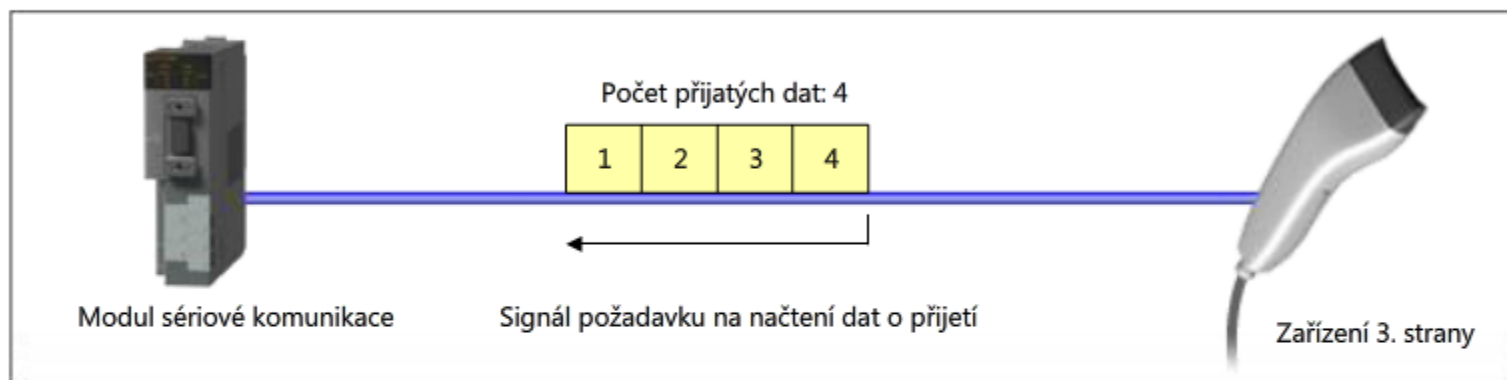 Počet přijatých dat: 4
1 2 3 4
Modul sériové komunikace
Signál požadavku na načtení dat o přijetí
Zařízení 3. strany